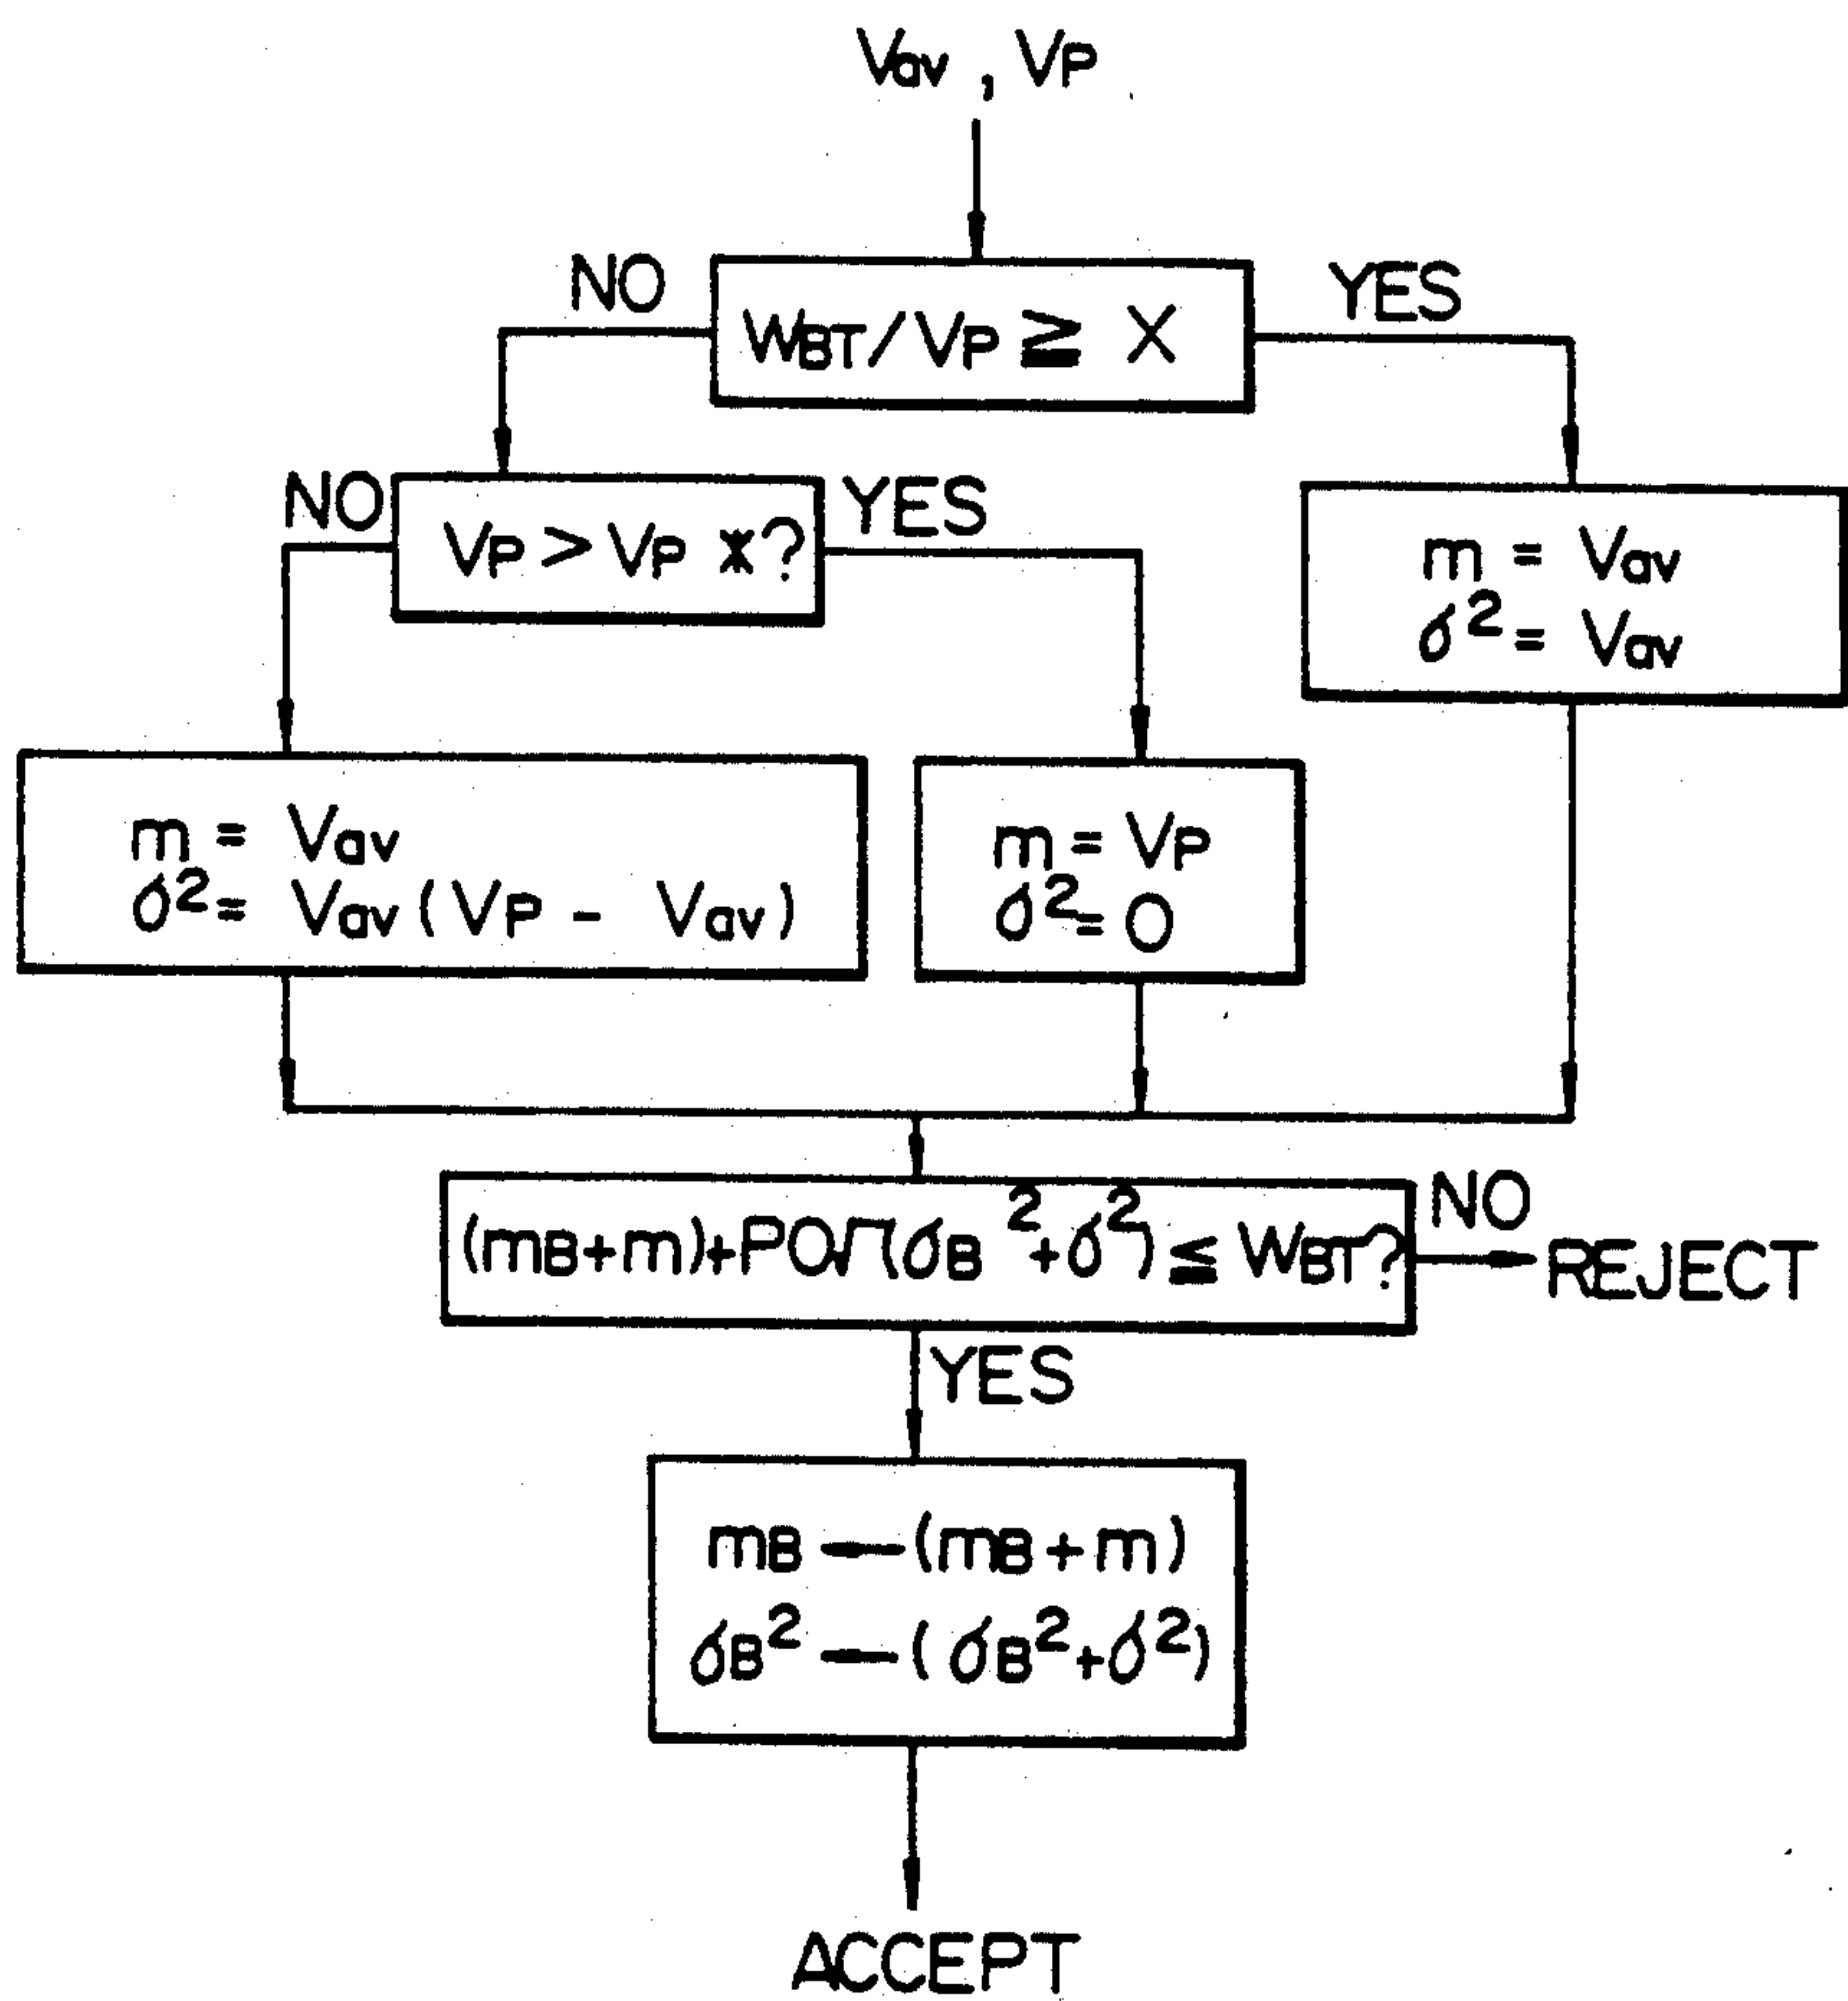 Vav , VP
NO
YES
WBT/VP ≧ X
NO
YES
VP > VP *?
m = Vav
σ² = Vav
m = Vav
σ² = Vav (VP - Vav)
m = VP
σ² = 0
(mB+m)+PO√(σB²+σ²) ≦ WBT?
NO
REJECT
YES
mB ― (mB+m)
σB² ― (σB²+σ²)
ACCEPT